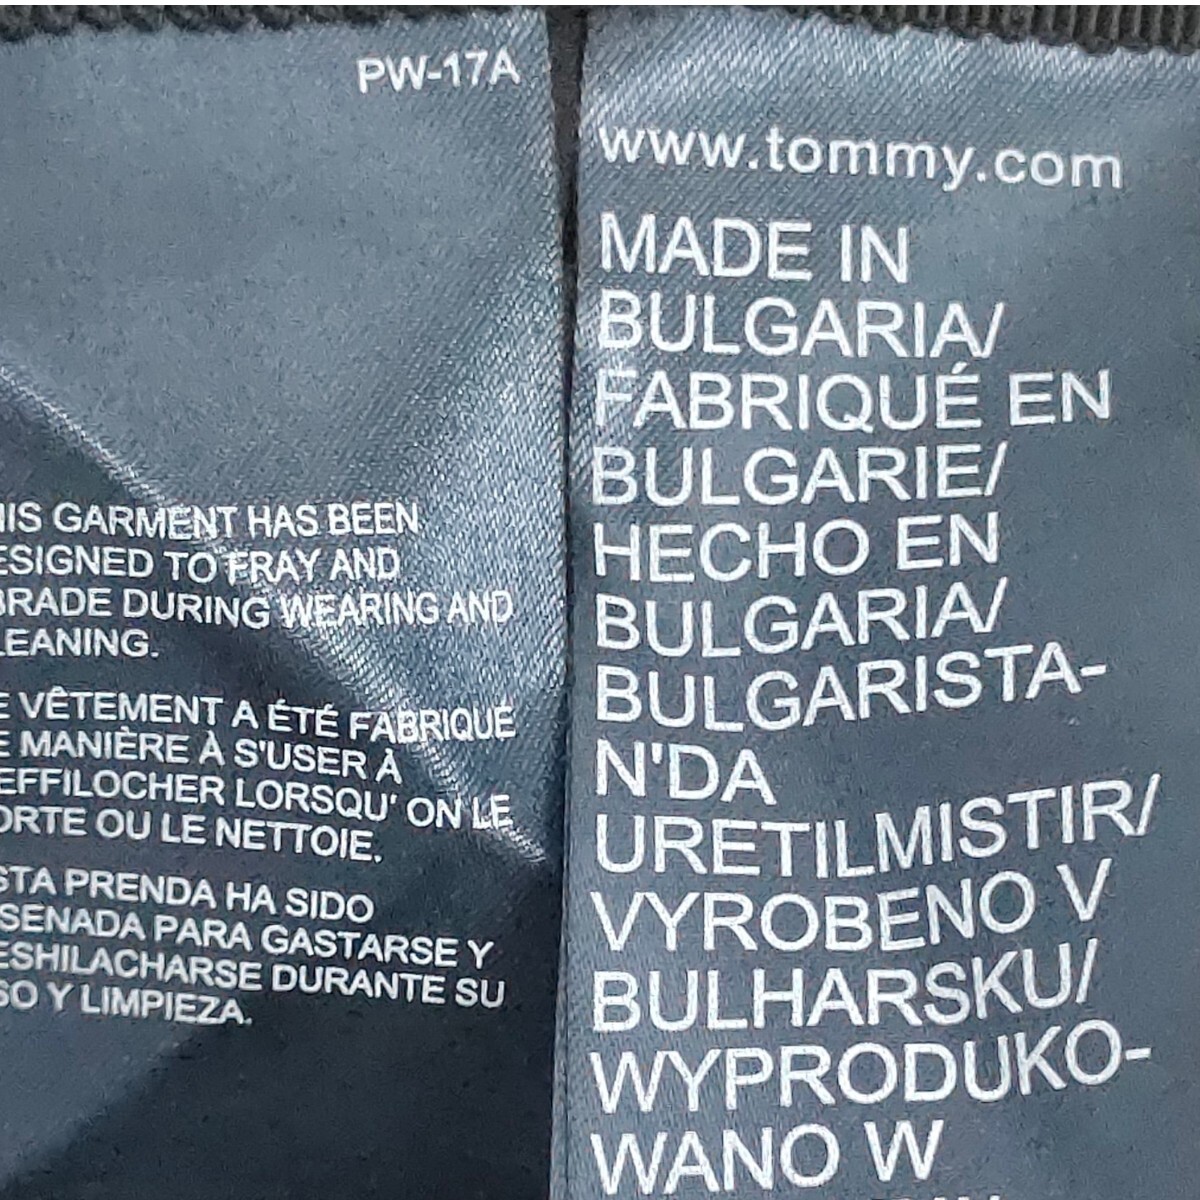 PW-17A
HIS GARMENT HAS BEEN
ESIGNED TO FRAY AND
BRADE DURING WEARING AND
LEANING.
E VÊTEMENT A ÉTÉ FABRIQUÉ
E MANIÈRE À S'USER À
EFFILOCHER LORSQU' ON LE
ORTE OU LE NETTOIE.
STA PRENDA HA SIDO
SENADA PARA GASTARSE Y
ESHILACHARSE DURANTE SU
SO Y LIMPIEZA.
www.tommy.com
MADE IN
BULGARIA/
FABRIQUÉ EN
BULGARIE/
HECHO EN
BULGARIA/
BULGARISTA-
N'DA
URETILMISTIR/
VYROBENO V
BULHARSKU/
WYPRODUKO-
WANO W